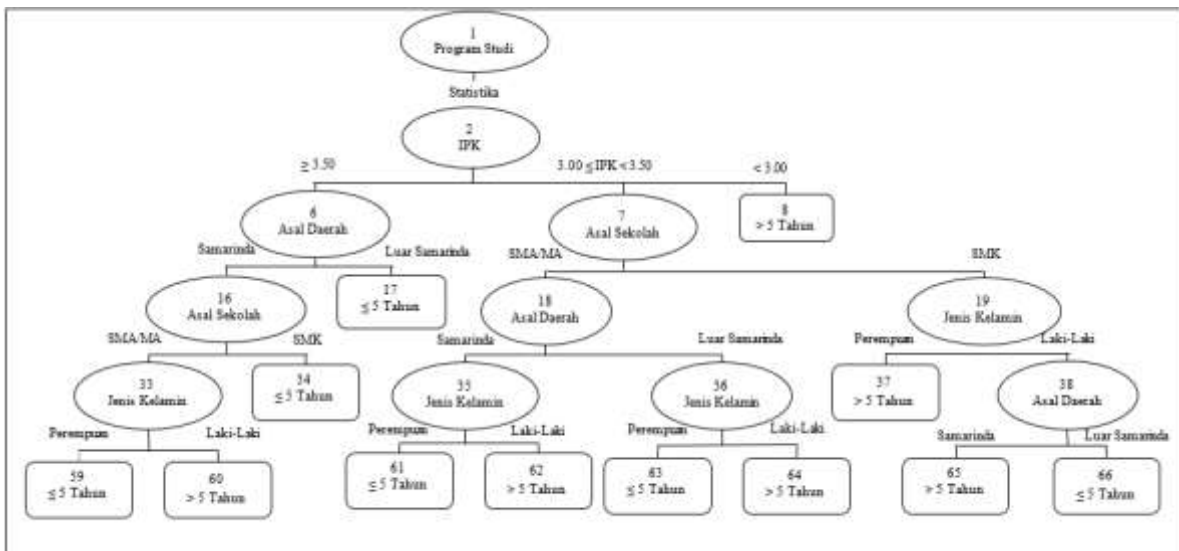 1
Program Studi
Statistika
2
IPK
≥ 3.50
3.00 ≤ IPK < 3.50
< 3.00
6
Asal Daerah
7
Asal Sekolah
8
> 5 Tahun
Samarinda
Luar Samarinda
SMA/MA
SMK
16
Asal Sekolah
17
≤ 5 Tahun
18
Asal Daerah
19
Jenis Kelamin
SMA/MA
SMK
Samarinda
Luar Samarinda
Perempuan
Laki-Laki
33
Jenis Kelamin
34
≤ 5 Tahun
35
Jenis Kelamin
36
Jenis Kelamin
37
> 5 Tahun
38
Asal Daerah
Perempuan
Laki-Laki
Perempuan
Laki-Laki
Perempuan
Laki-Laki
Samarinda
Luar Samarinda
59
≤ 5 Tahun
60
> 5 Tahun
61
≤ 5 Tahun
62
> 5 Tahun
63
≤ 5 Tahun
64
> 5 Tahun
65
> 5 Tahun
66
≤ 5 Tahun